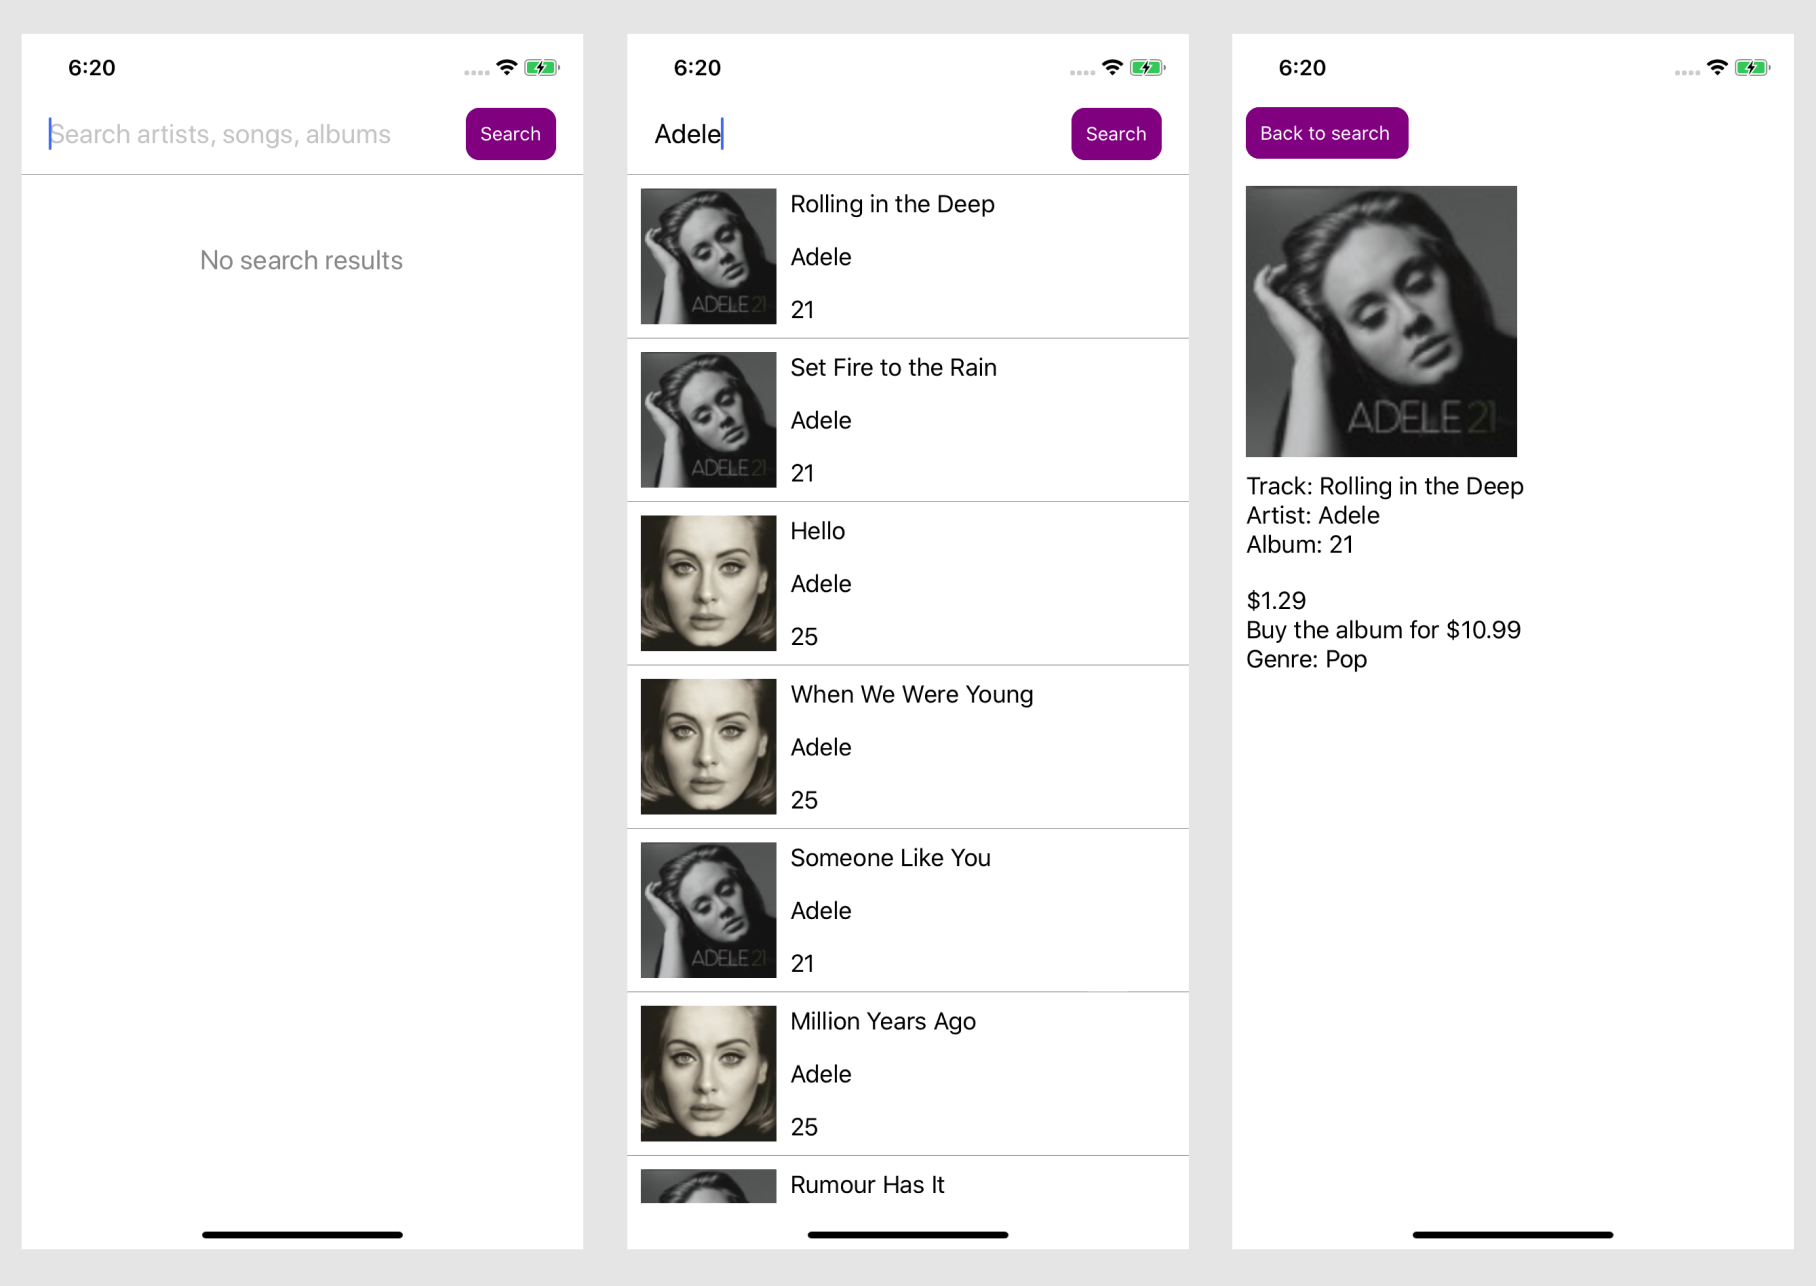 6:20
Search artists, songs, albums
Search
No search results
6:20
Adele
Search
ADELE 21
Rolling in the Deep
Adele
21
ADELE 21
Set Fire to the Rain
Adele
21
Hello
Adele
25
When We Were Young
Adele
25
ADELE 21
Someone Like You
Adele
21
Million Years Ago
Adele
25
Rumour Has It
6:20
Back to search
ADELE 21
Track: Rolling in the Deep
Artist: Adele
Album: 21
$1.29
Buy the album for $10.99
Genre: Pop